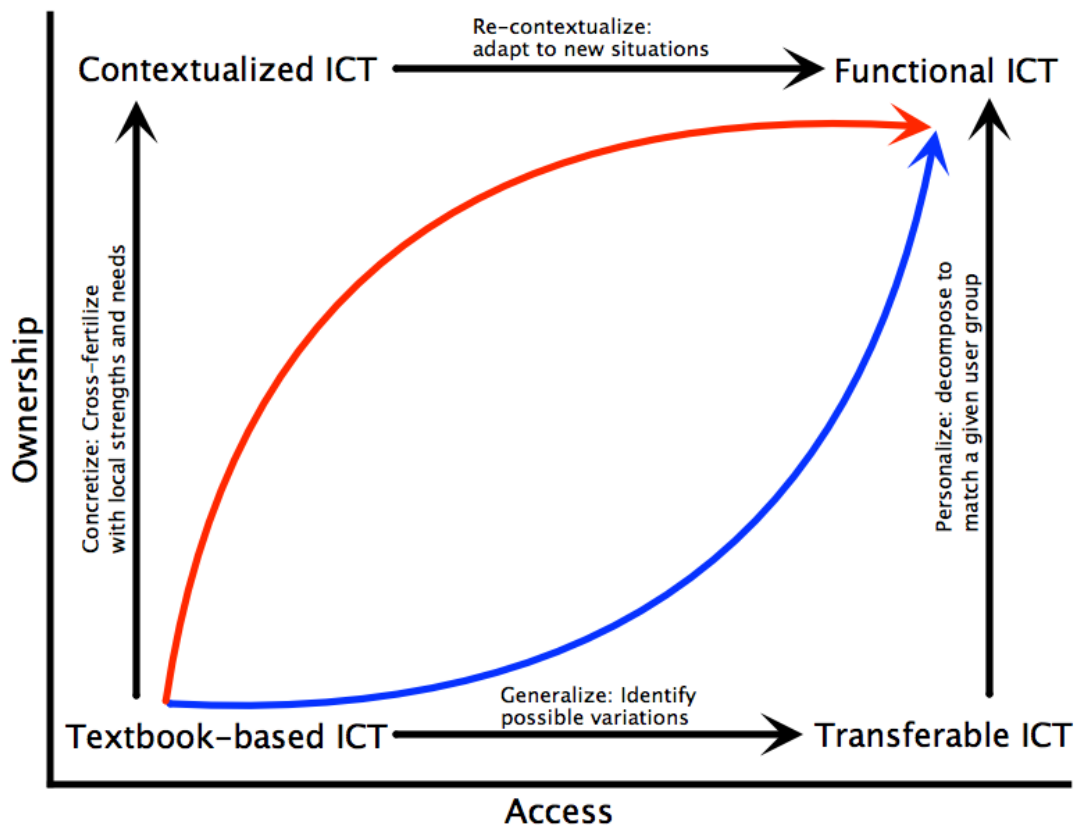 Re-contextualize:
adapt to new situations
Contextualized ICT
Functional ICT
Ownership
Concretize: Cross-fertilize
with local strengths and needs
Personalize: decompose to
match a given user group
Generalize: Identify
possible variations
Textbook-based ICT
Transferable ICT
Access